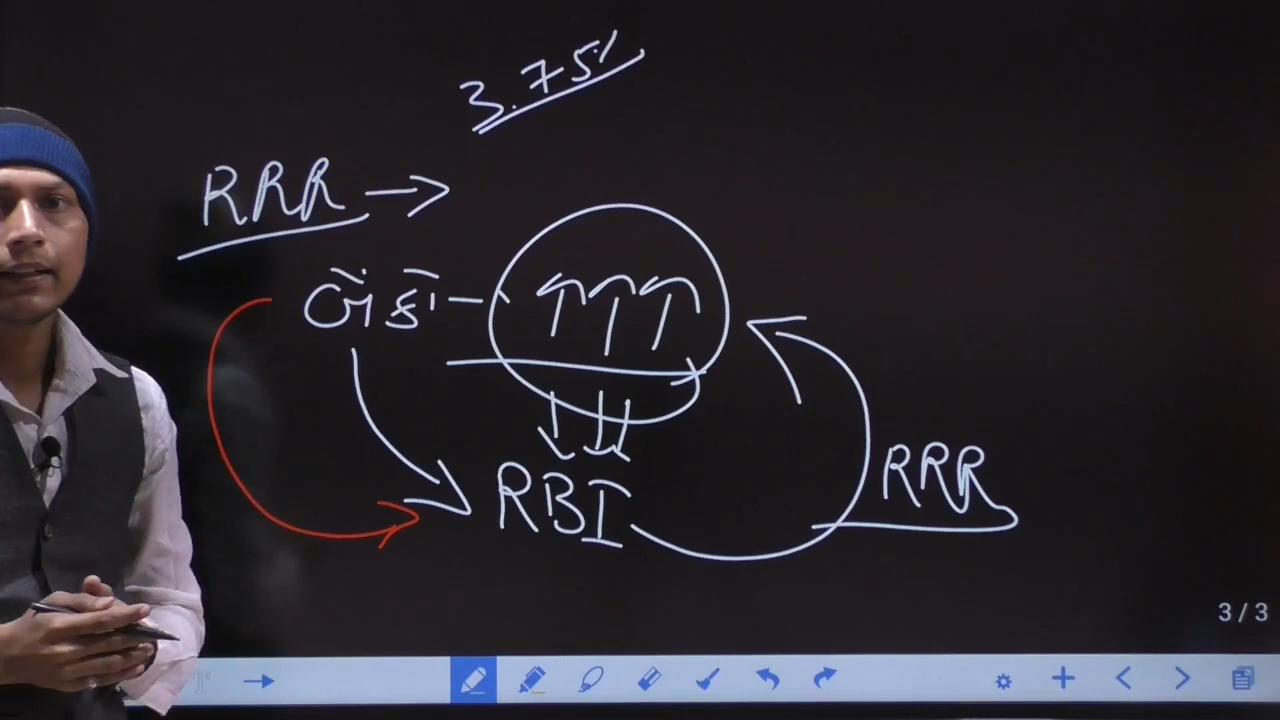 3.75%
RRR →
↑↑↑
RBI
RRR
3 / 3